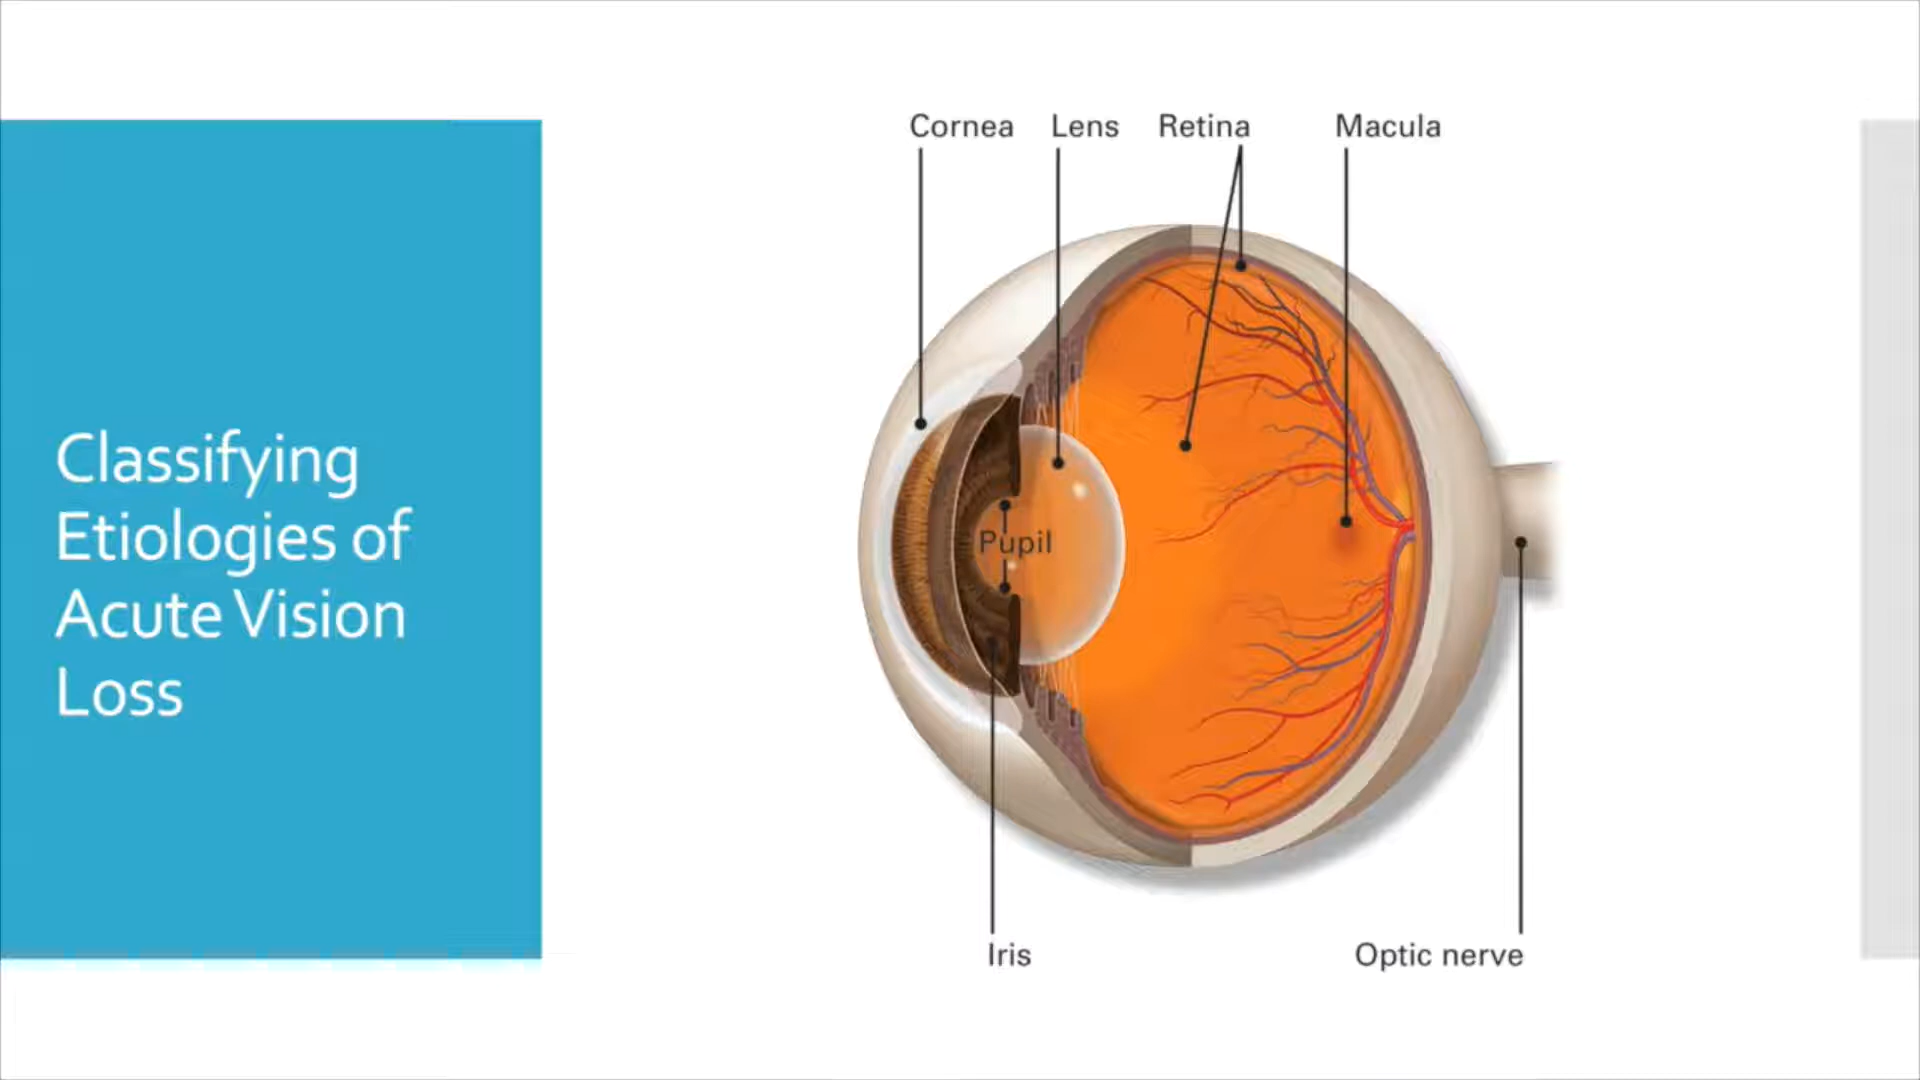 Classifying
Etiologies of
Acute Vision
Loss
Cornea Lens Retina Macula
Pupil
Iris Optic nerve